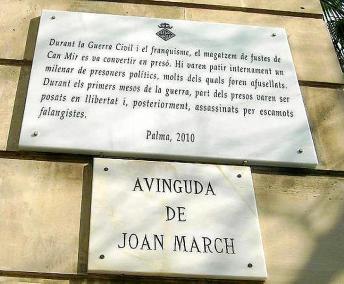 Durant la Guerra Civil i el franquisme, el magatzem de fustes de
Can Mir es va convertir en presó. Hi varen patir internament un
milenar de presoners polítics, molts dels quals foren afusellats.
Durant els primers mesos de la guerra, part dels presos varen ser
posats en llibertat i, posteriorment, assassinats per escamots
falangistes.
Palma, 2010
AVINGUDA
DE
JOAN MARCH